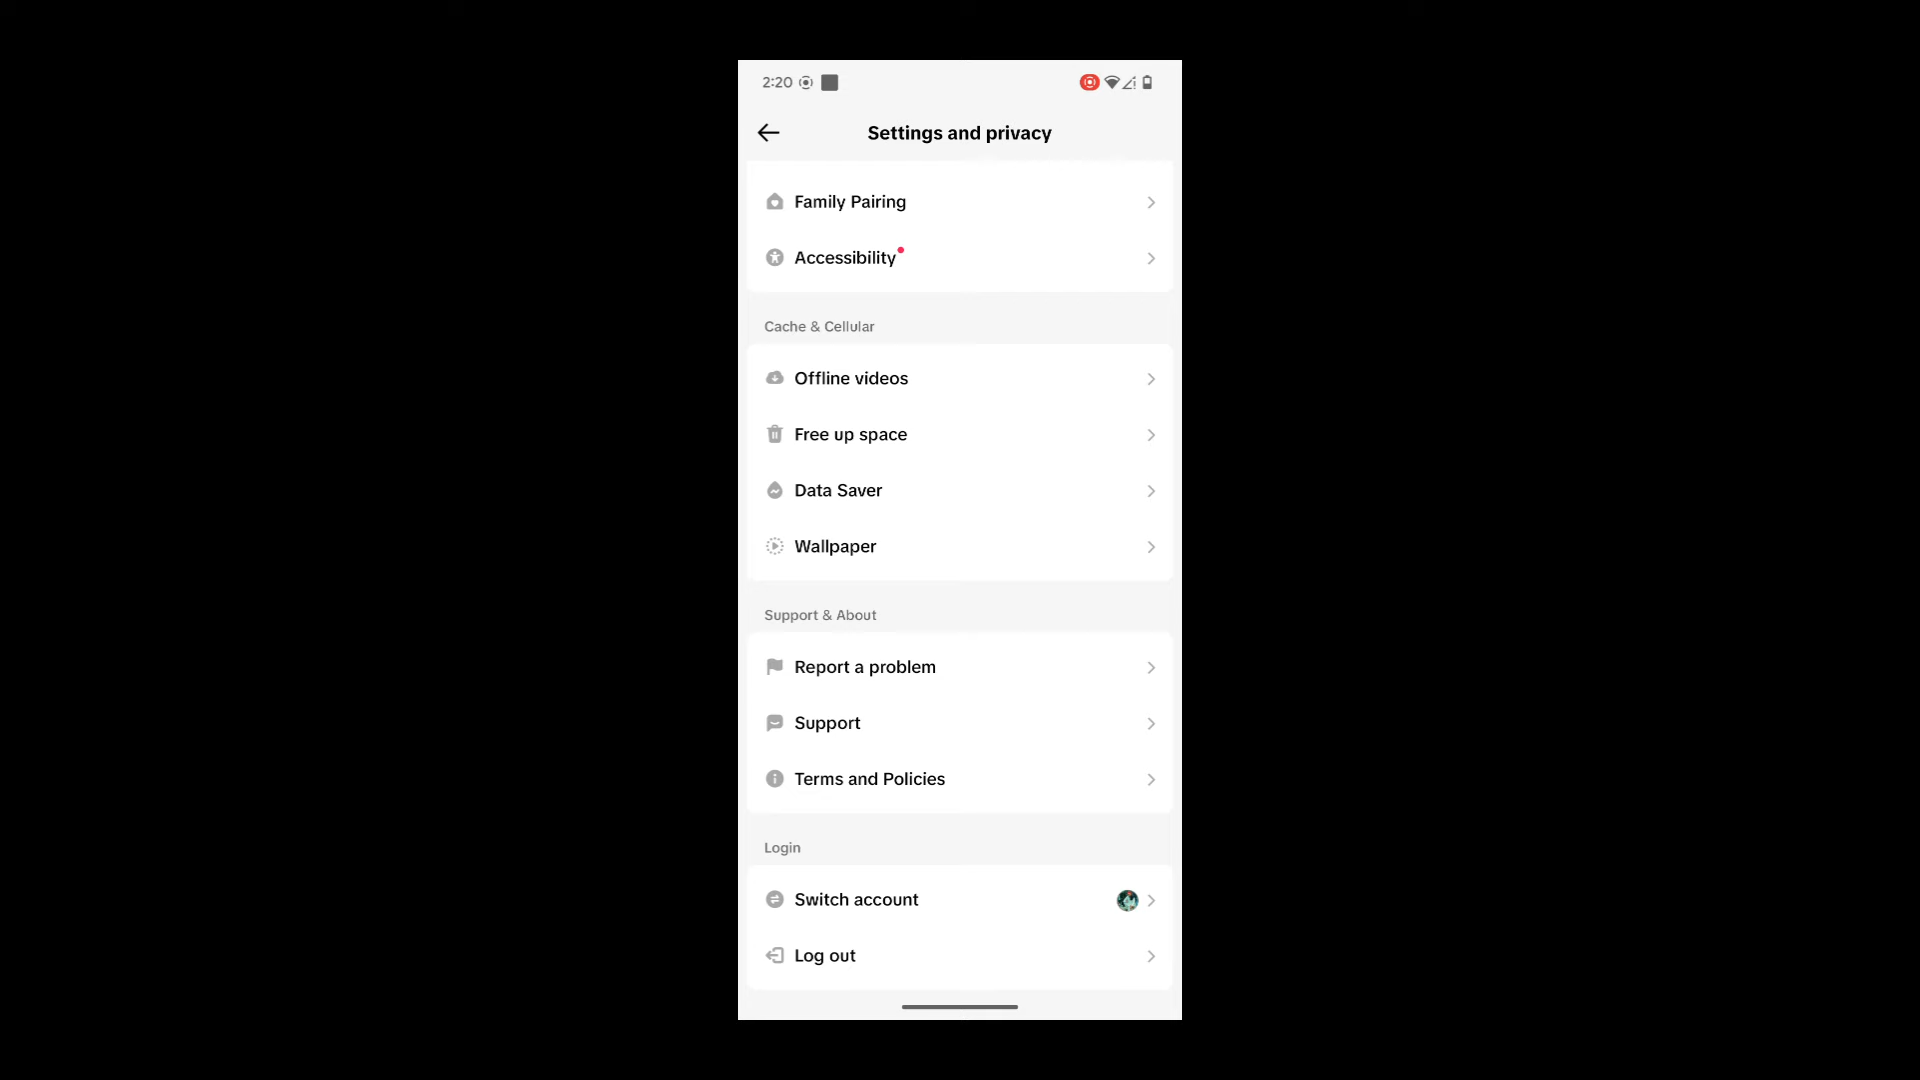 2:20
Settings and privacy
Family Pairing
Accessibility
Cache & Cellular
Offline videos
Free up space
Data Saver
Wallpaper
Support & About
Report a problem
Support
Terms and Policies
Login
Switch account
Log out